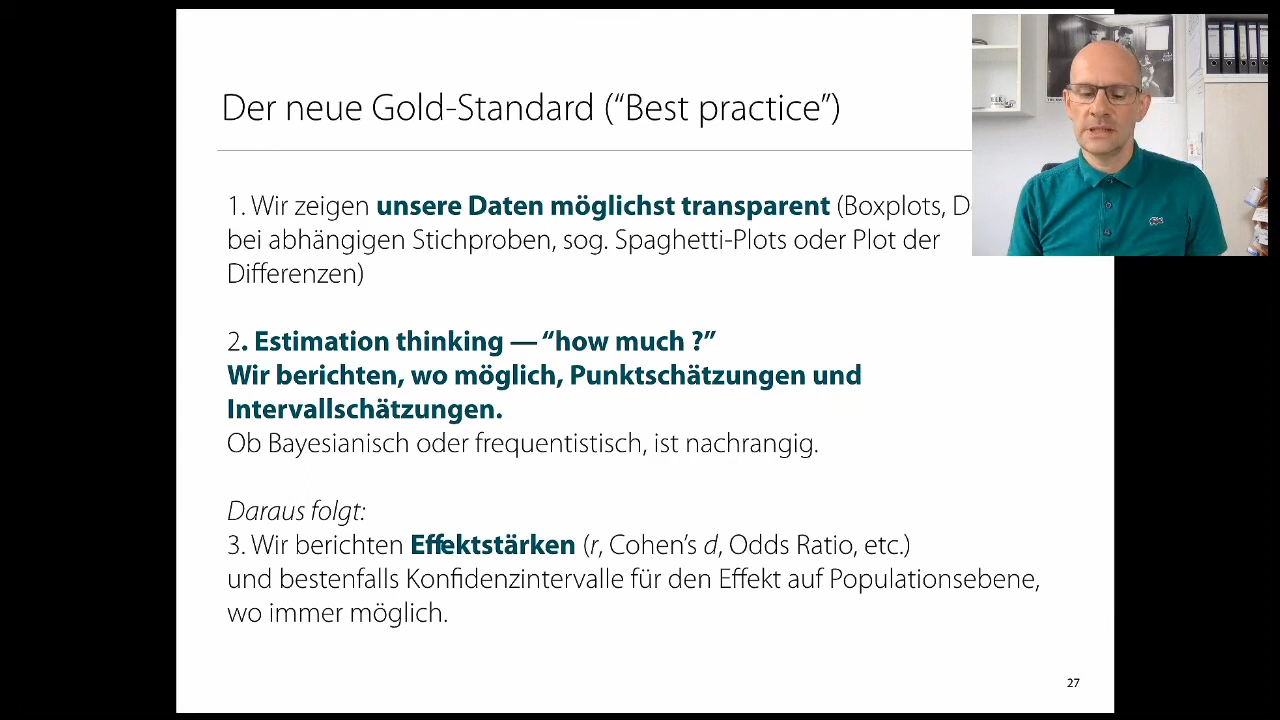 Der neue Gold-Standard (“Best practice”)
1. Wir zeigen unsere Daten möglichst transparent (Boxplots,
bei abhängigen Stichproben, sog. Spaghetti-Plots oder Plot der
Differenzen)
2. Estimation thinking — “how much ?”
Wir berichten, wo möglich, Punktschätzungen und
Intervallschätzungen.
Ob Bayesianisch oder frequentistisch, ist nachrangig.
Daraus folgt:
3. Wir berichten Effektstärken (r, Cohen’s d, Odds Ratio, etc.)
und bestenfalls Konfidenzintervalle für den Effekt auf Populationsebene,
wo immer möglich.
27